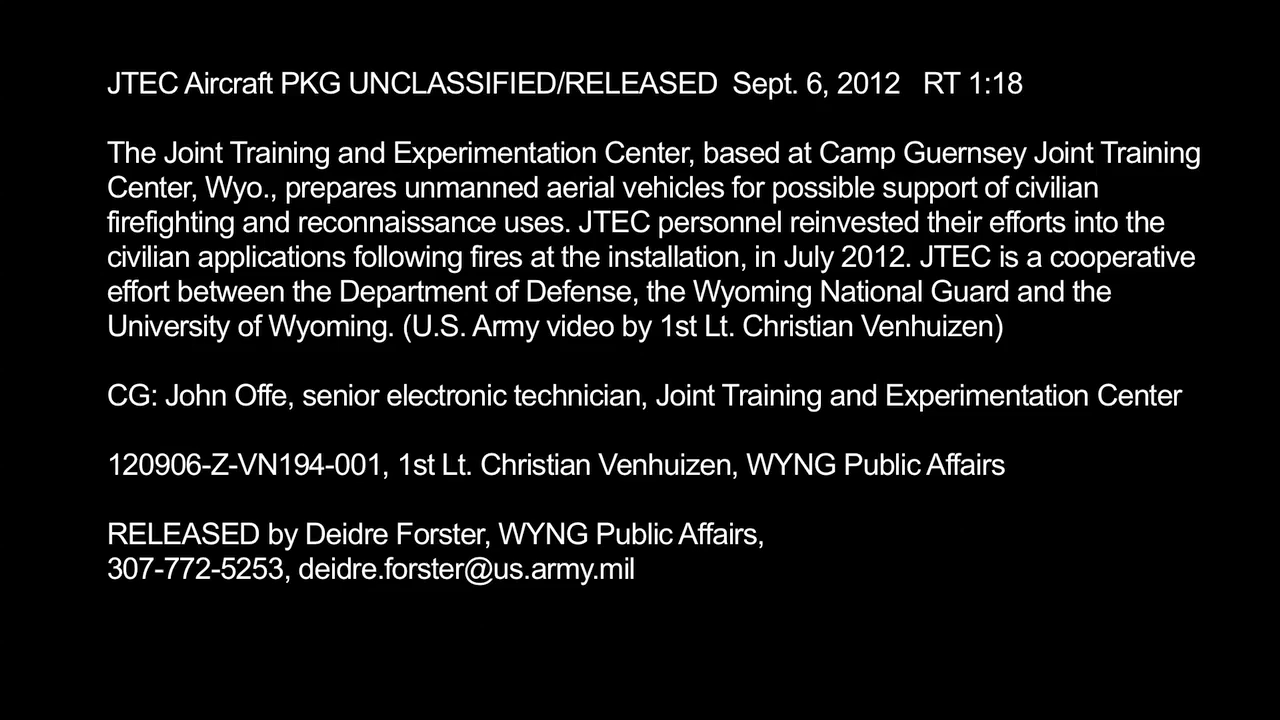 JTEC Aircraft PKG UNCLASSIFIED/RELEASED Sept. 6, 2012 RT 1:18
The Joint Training and Experimentation Center, based at Camp Guernsey Joint Training
Center, Wyo., prepares unmanned aerial vehicles for possible support of civilian
firefighting and reconnaissance uses. JTEC personnel reinvested their efforts into the
civilian applications following fires at the installation, in July 2012. JTEC is a cooperative
effort between the Department of Defense, the Wyoming National Guard and the
University of Wyoming. (U.S. Army video by 1st Lt. Christian Venhuizen)
CG: John Offe, senior electronic technician, Joint Training and Experimentation Center
120906-Z-VN194-001, 1st Lt. Christian Venhuizen, WYNG Public Affairs
RELEASED by Deidre Forster, WYNG Public Affairs,
307-772-5253, deidre.forster@us.army.mil